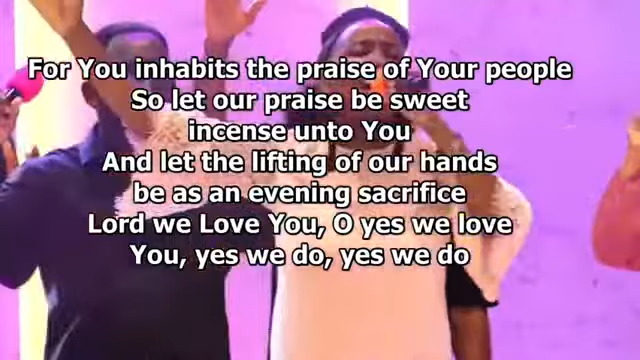 For You inhabits the praise of Your people
So let our praise be sweet
incense unto You
And let the lifting of our hands
be as an evening sacrifice
Lord we Love You, O yes we love
You, yes we do, yes we do